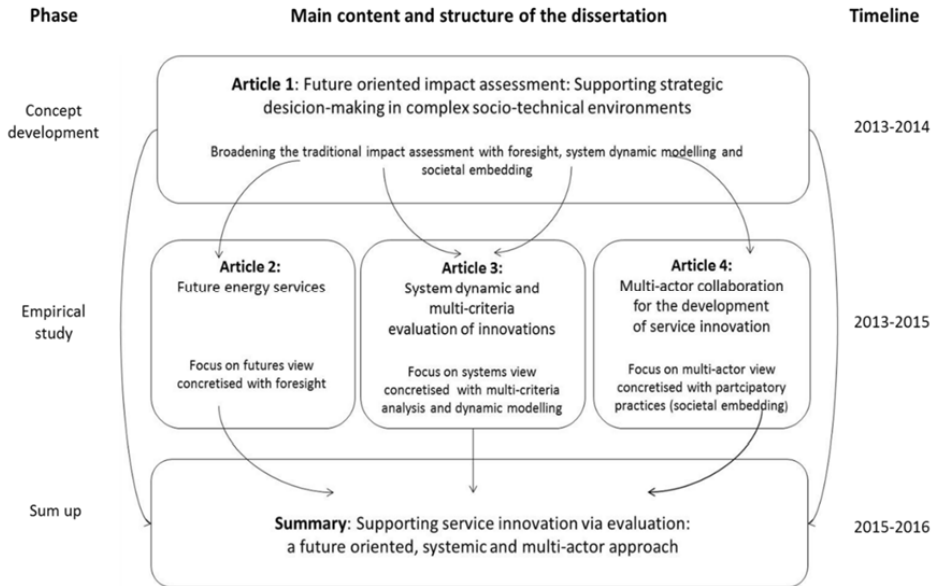 Phase
Main content and structure of the dissertation
Timeline
Concept
development
Article 1: Future oriented impact assessment: Supporting strategic
desicion-making in complex socio-technical environments
Broadening the traditional impact assessment with foresight, system dynamic modelling and
societal embedding
2013-2014
Empirical
study
Article 2:
Future energy services
Focus on futures view
concretised with foresight
Article 3:
System dynamic and
multi-criteria
evaluation of innovations
Focus on systems view
concretised with multi-criteria
analysis and dynamic modelling
Article 4:
Multi-actor collaboration
for the development
of service innovation
Focus on multi-actor view
concretised with partcipatory
practices (societal embedding)
2013-2015
Sum up
Summary: Supporting service innovation via evaluation:
a future oriented, systemic and multi-actor approach
2015-2016